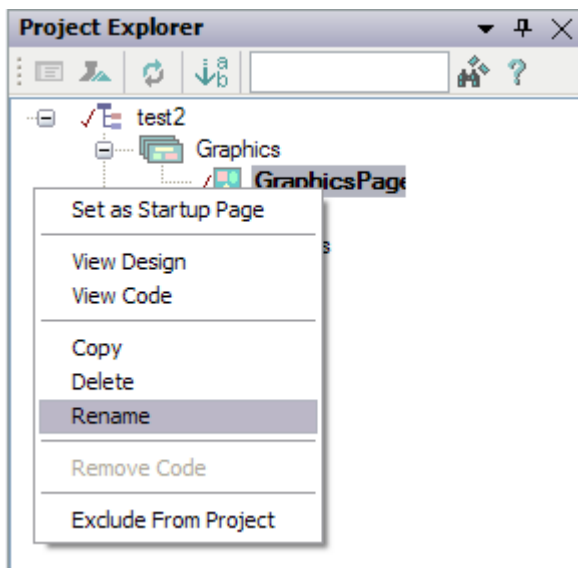 Project Explorer
test2
Graphics
GraphicsPage
Set as Startup Page
View Design
View Code
Copy
Delete
Rename
Remove Code
Exclude From Project